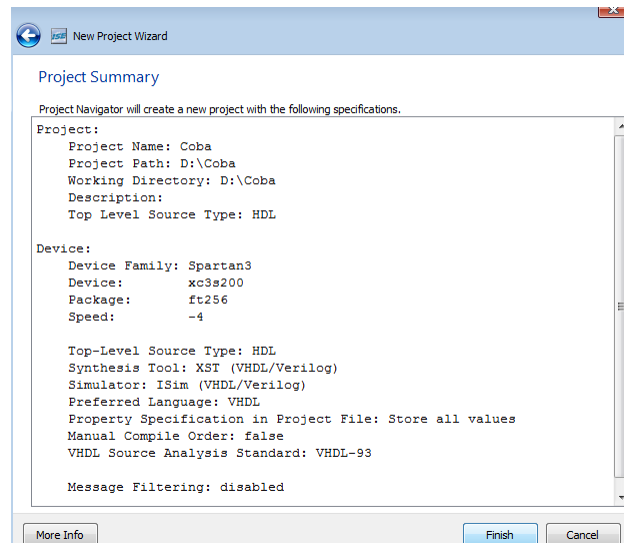 ISE New Project Wizard
Project Summary
Project Navigator will create a new project with the following specifications.
Project:
Project Name: Coba
Project Path: D:\Coba
Working Directory: D:\Coba
Description:
Top Level Source Type: HDL
Device:
Device Family: Spartan3
Device: xc3s200
Package: ft256
Speed: -4
Top-Level Source Type: HDL
Synthesis Tool: XST (VHDL/Verilog)
Simulator: ISim (VHDL/Verilog)
Preferred Language: VHDL
Property Specification in Project File: Store all values
Manual Compile Order: false
VHDL Source Analysis Standard: VHDL-93
Message Filtering: disabled
More Info Finish Cancel